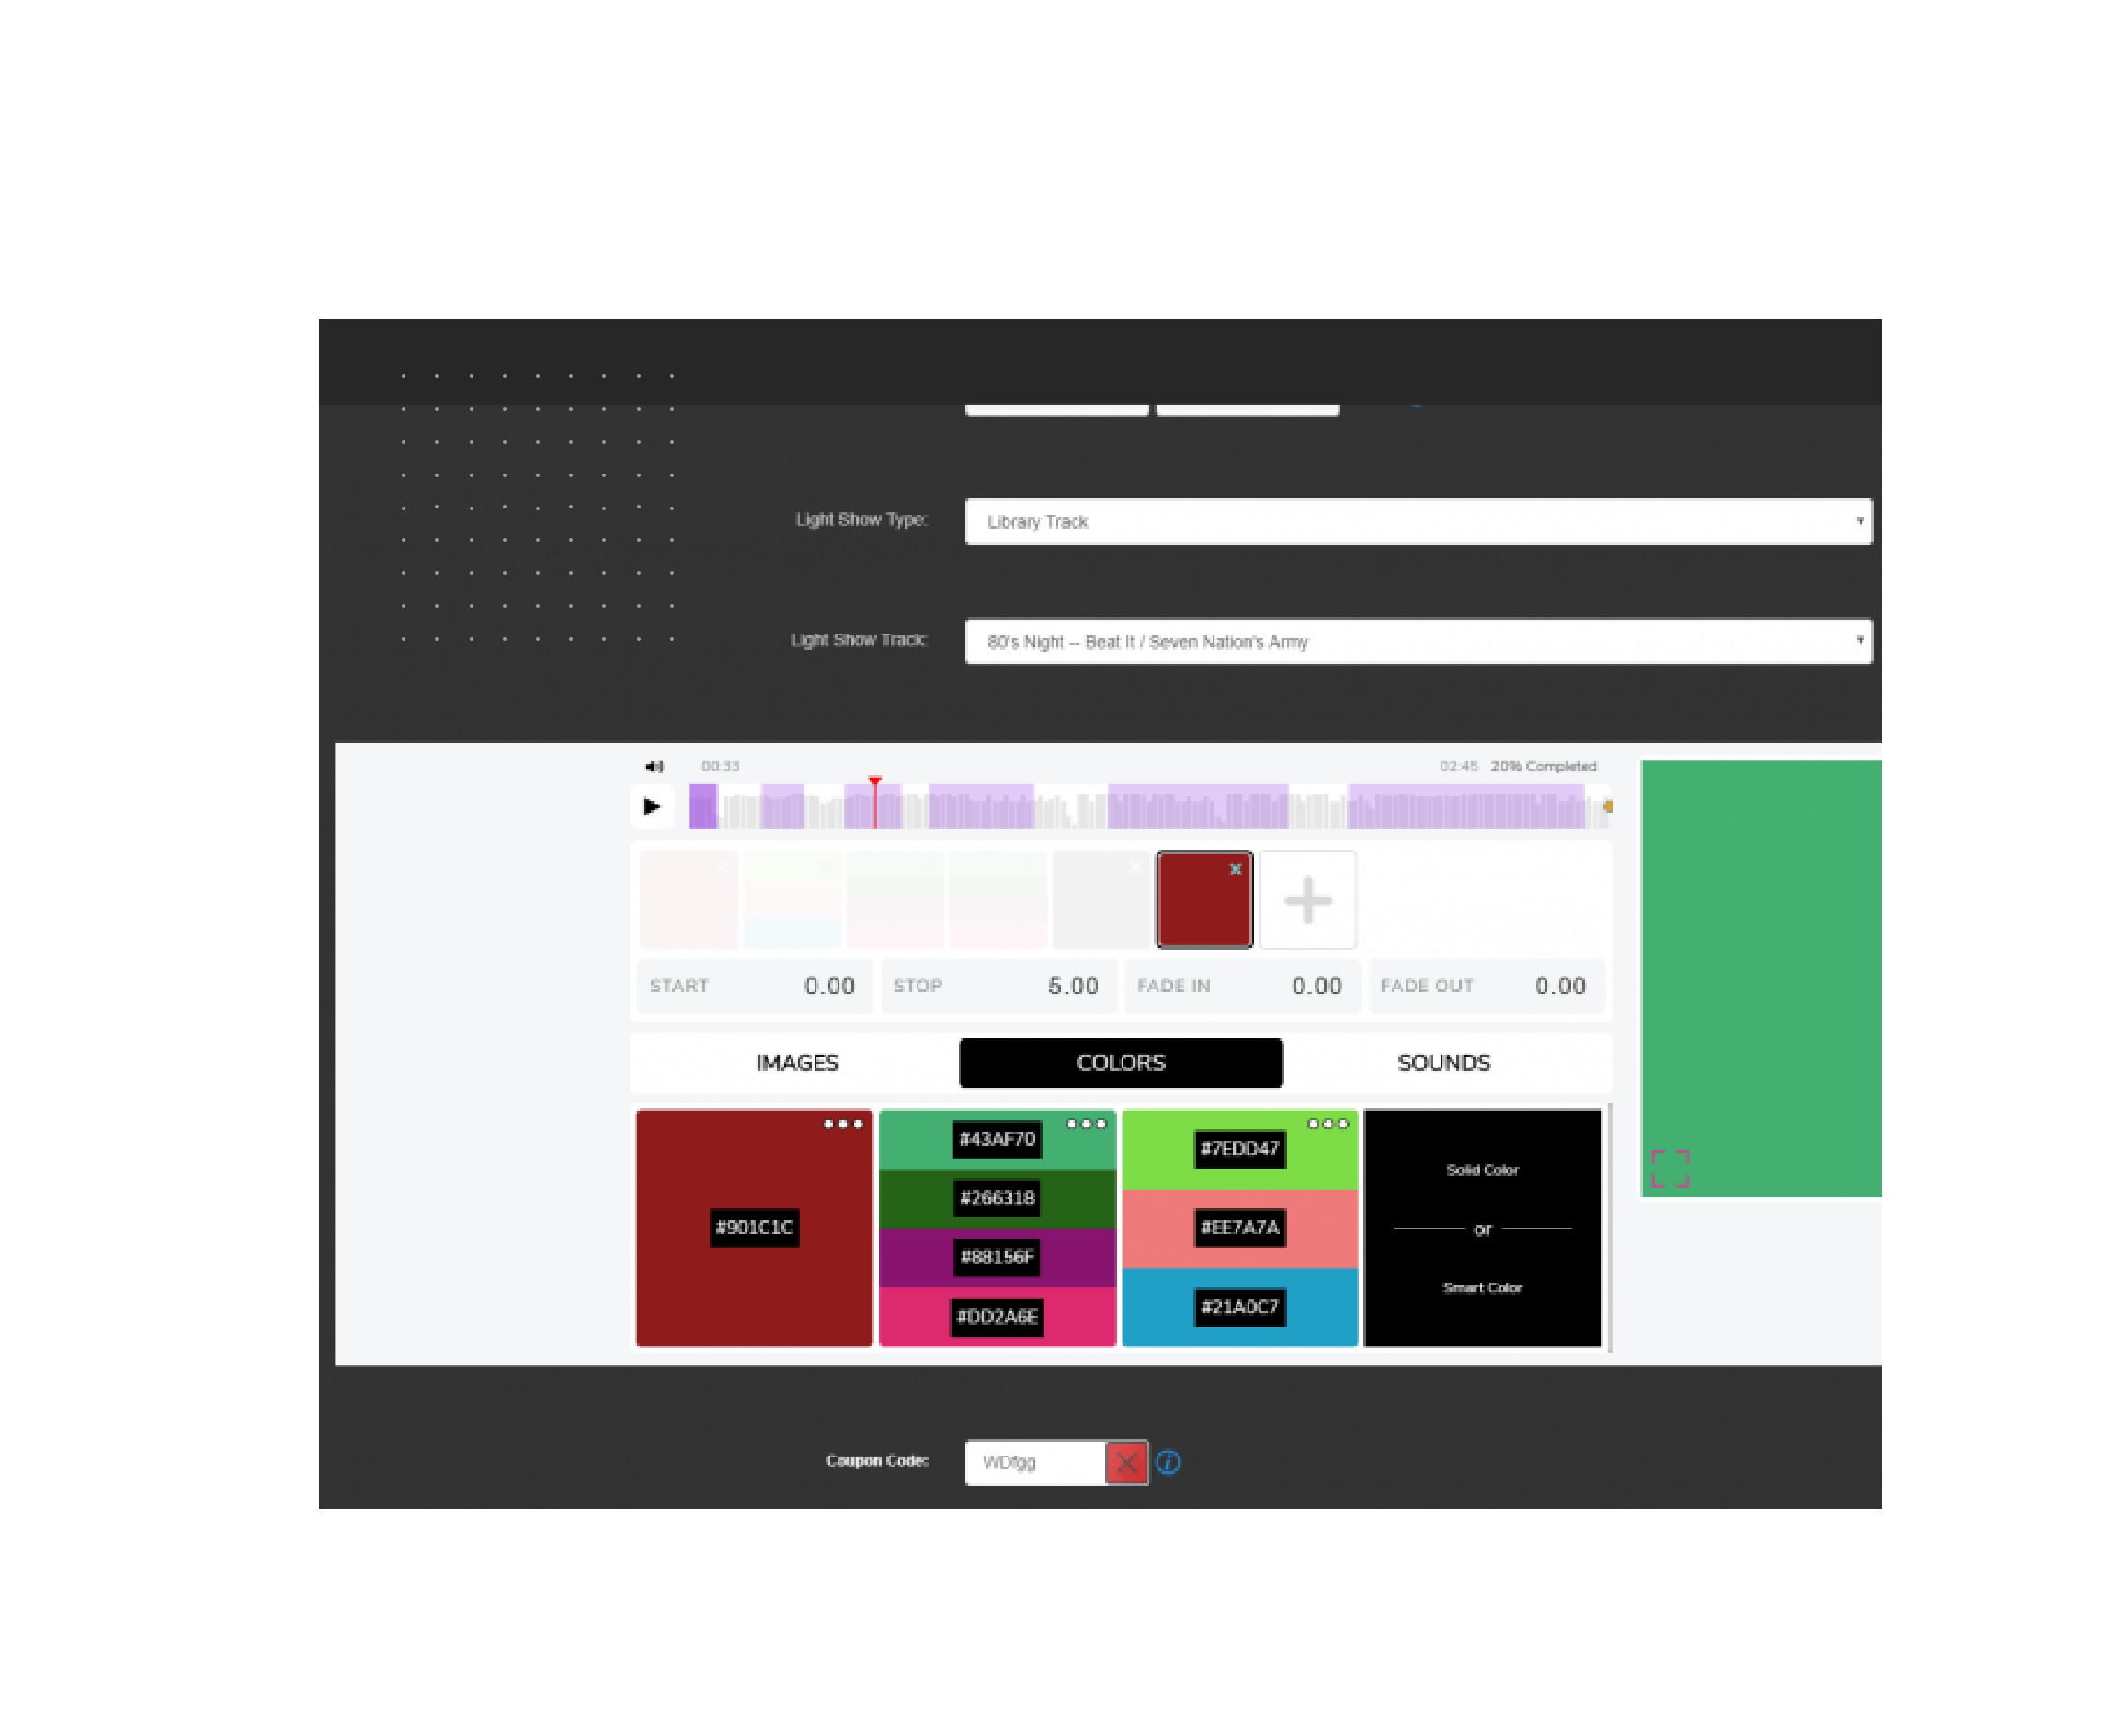 Light Show Type: Library Track
Light Show Track: 80's Night -- Beat It / Seven Nation's Army
00:33 02:45 20% Completed
START 0.00 STOP 5.00 FADE IN 0.00 FADE OUT 0.00
IMAGES COLORS SOUNDS
#901C1C
#43AF70
#266318
#88156F
#DD2A6E
#7EDD47
#EE7A7A
#21A0C7
Solid Color
or
Smart Color
Coupon Code: WDfgg